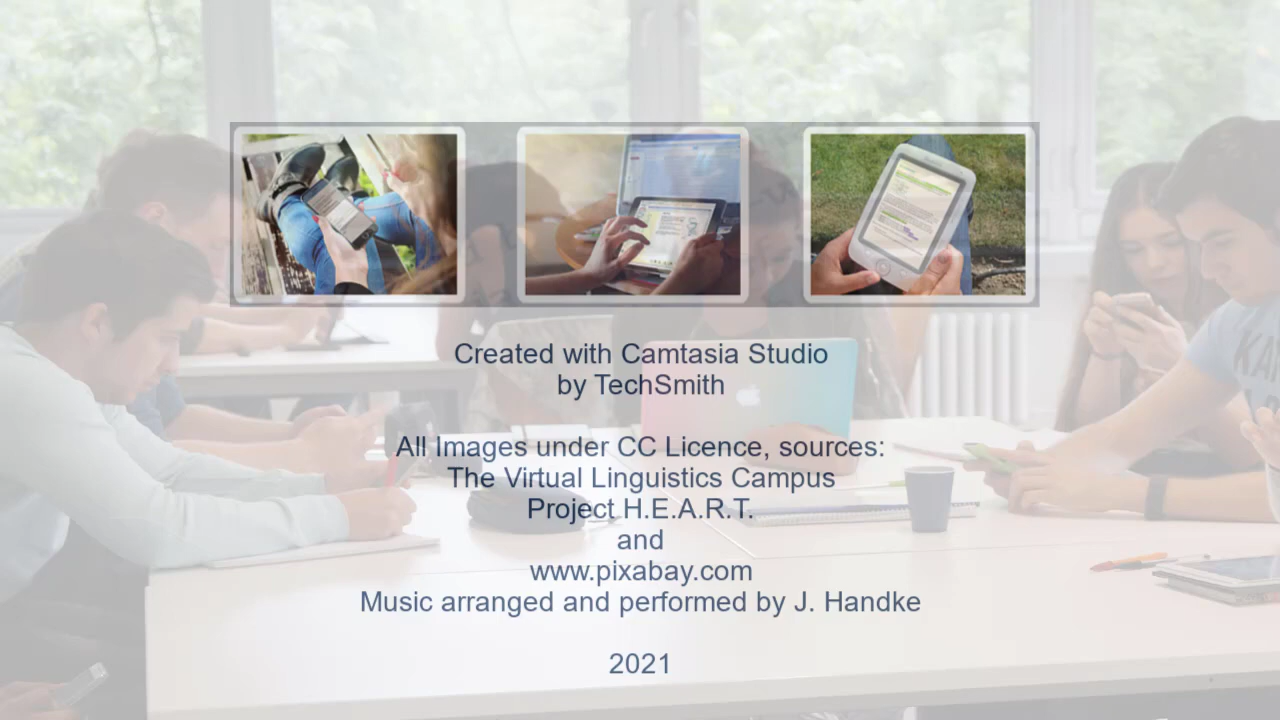 Created with Camtasia Studio
by TechSmith
All Images under CC Licence, sources:
The Virtual Linguistics Campus
Project H.E.A.R.T.
and
www.pixabay.com
Music arranged and performed by J. Handke
2021